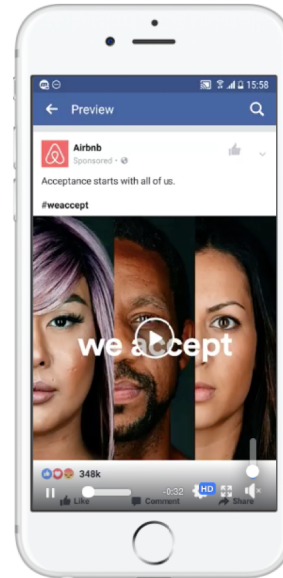 15:58
Preview
Airbnb
Sponsored •
Acceptance starts with all of us.
#weaccept
we accept
348k
-0:32
HD
Like
Comment
Share